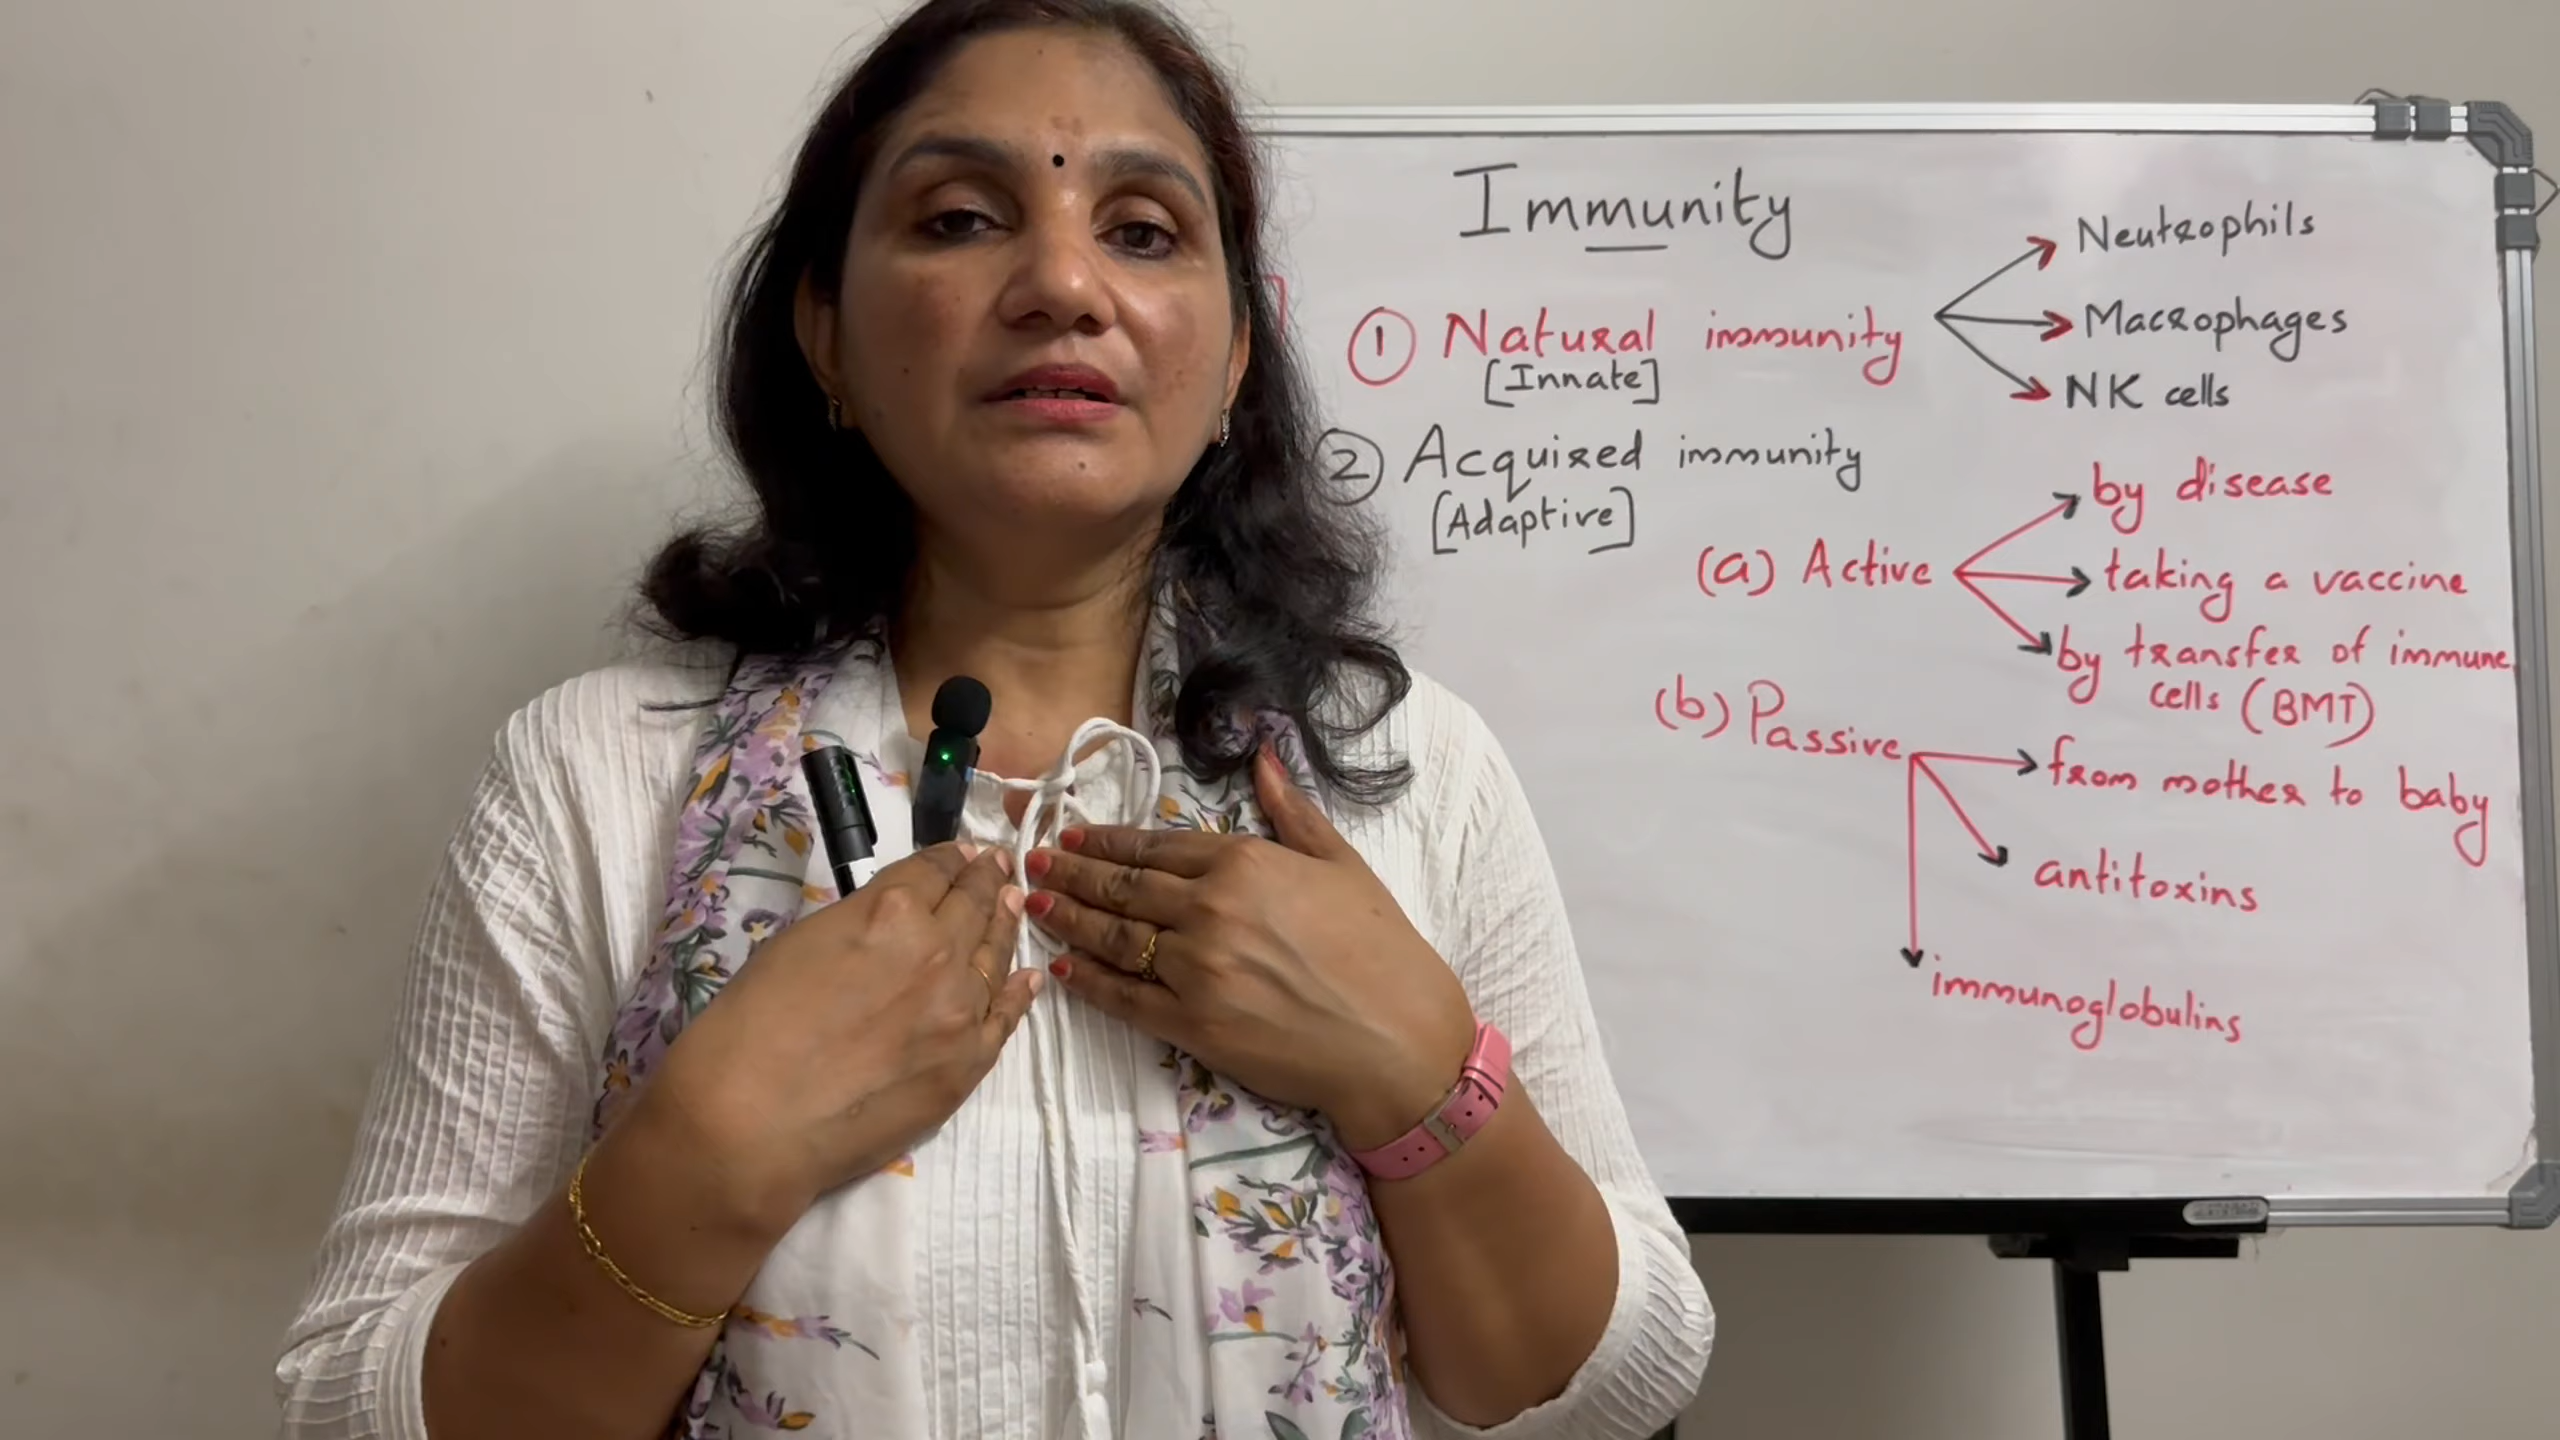 Immunity
① Natural immunity
[Innate]
Neutrophils
Macrophages
NK cells
② Acquired immunity
[Adaptive]
(a) Active
by disease
taking a vaccine
by transfer of immune
cells (BMT)
(b) Passive
from mother to baby
antitoxins
immunoglobulins